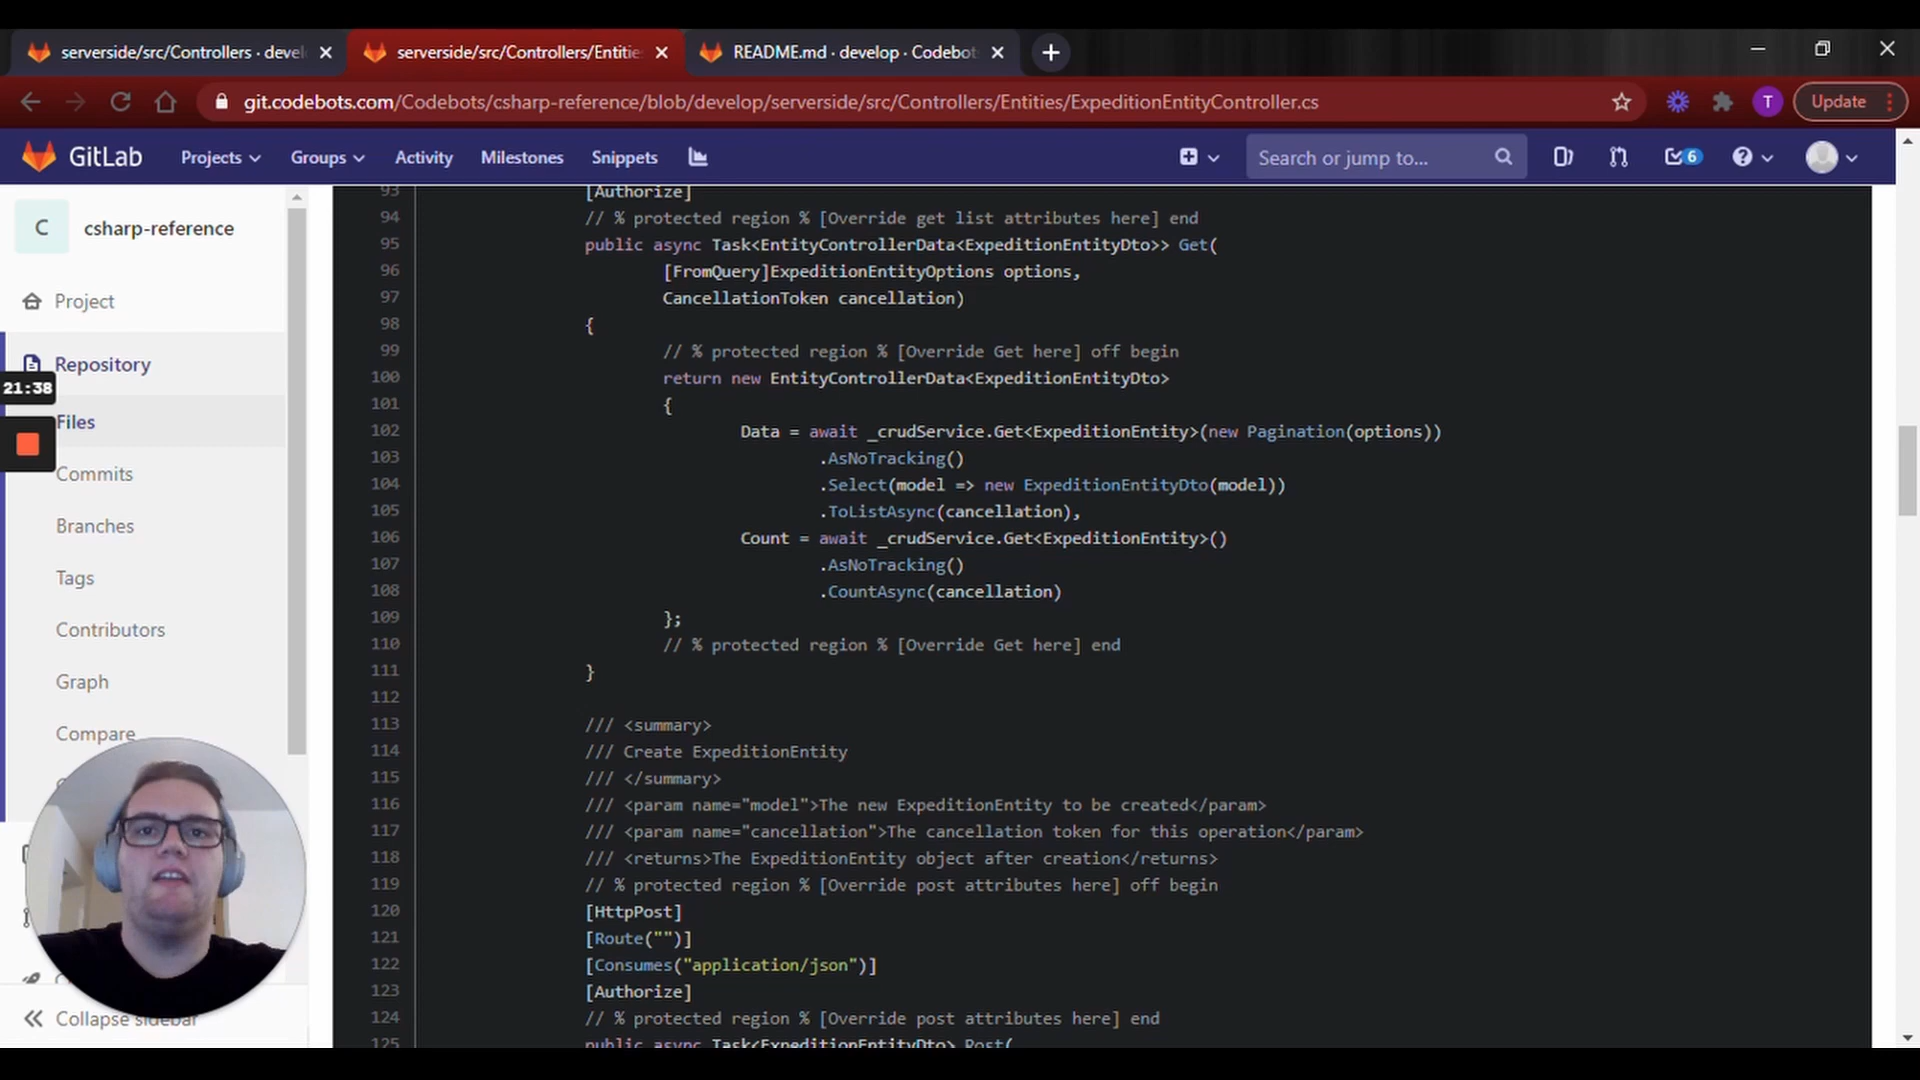 serverside/src/Controllers · devel
serverside/src/Controllers/Entitie
README.md · develop · Codebot
git.codebots.com/Codebots/csharp-reference/blob/develop/serverside/src/Controllers/Entities/ExpeditionEntityController.cs
T
Update
GitLab
Projects
Groups
Activity
Milestones
Snippets
Search or jump to...
6
C
csharp-reference
Project
Repository
21:38
Files
Commits
Branches
Tags
Contributors
Graph
Compare
Collapse sidebar
93 [Authorize]
94 // % protected region % [Override get list attributes here] end
95 public async Task<EntityControllerData<ExpeditionEntityDto>> Get(
96 [FromQuery]ExpeditionEntityOptions options,
97 CancellationToken cancellation)
98 {
99 // % protected region % [Override Get here] off begin
100 return new EntityControllerData<ExpeditionEntityDto>
101 {
102 Data = await _crudService.Get<ExpeditionEntity>(new Pagination(options))
103 .AsNoTracking()
104 .Select(model => new ExpeditionEntityDto(model))
105 .ToListAsync(cancellation),
106 Count = await _crudService.Get<ExpeditionEntity>()
107 .AsNoTracking()
108 .CountAsync(cancellation)
109 };
110 // % protected region % [Override Get here] end
111 }
112
113 /// <summary>
114 /// Create ExpeditionEntity
115 /// </summary>
116 /// <param name="model">The new ExpeditionEntity to be created</param>
117 /// <param name="cancellation">The cancellation token for this operation</param>
118 /// <returns>The ExpeditionEntity object after creation</returns>
119 // % protected region % [Override post attributes here] off begin
120 [HttpPost]
121 [Route("")]
122 [Consumes("application/json")]
123 [Authorize]
124 // % protected region % [Override post attributes here] end
125 public async Task<ExpeditionEntityDto> Post(